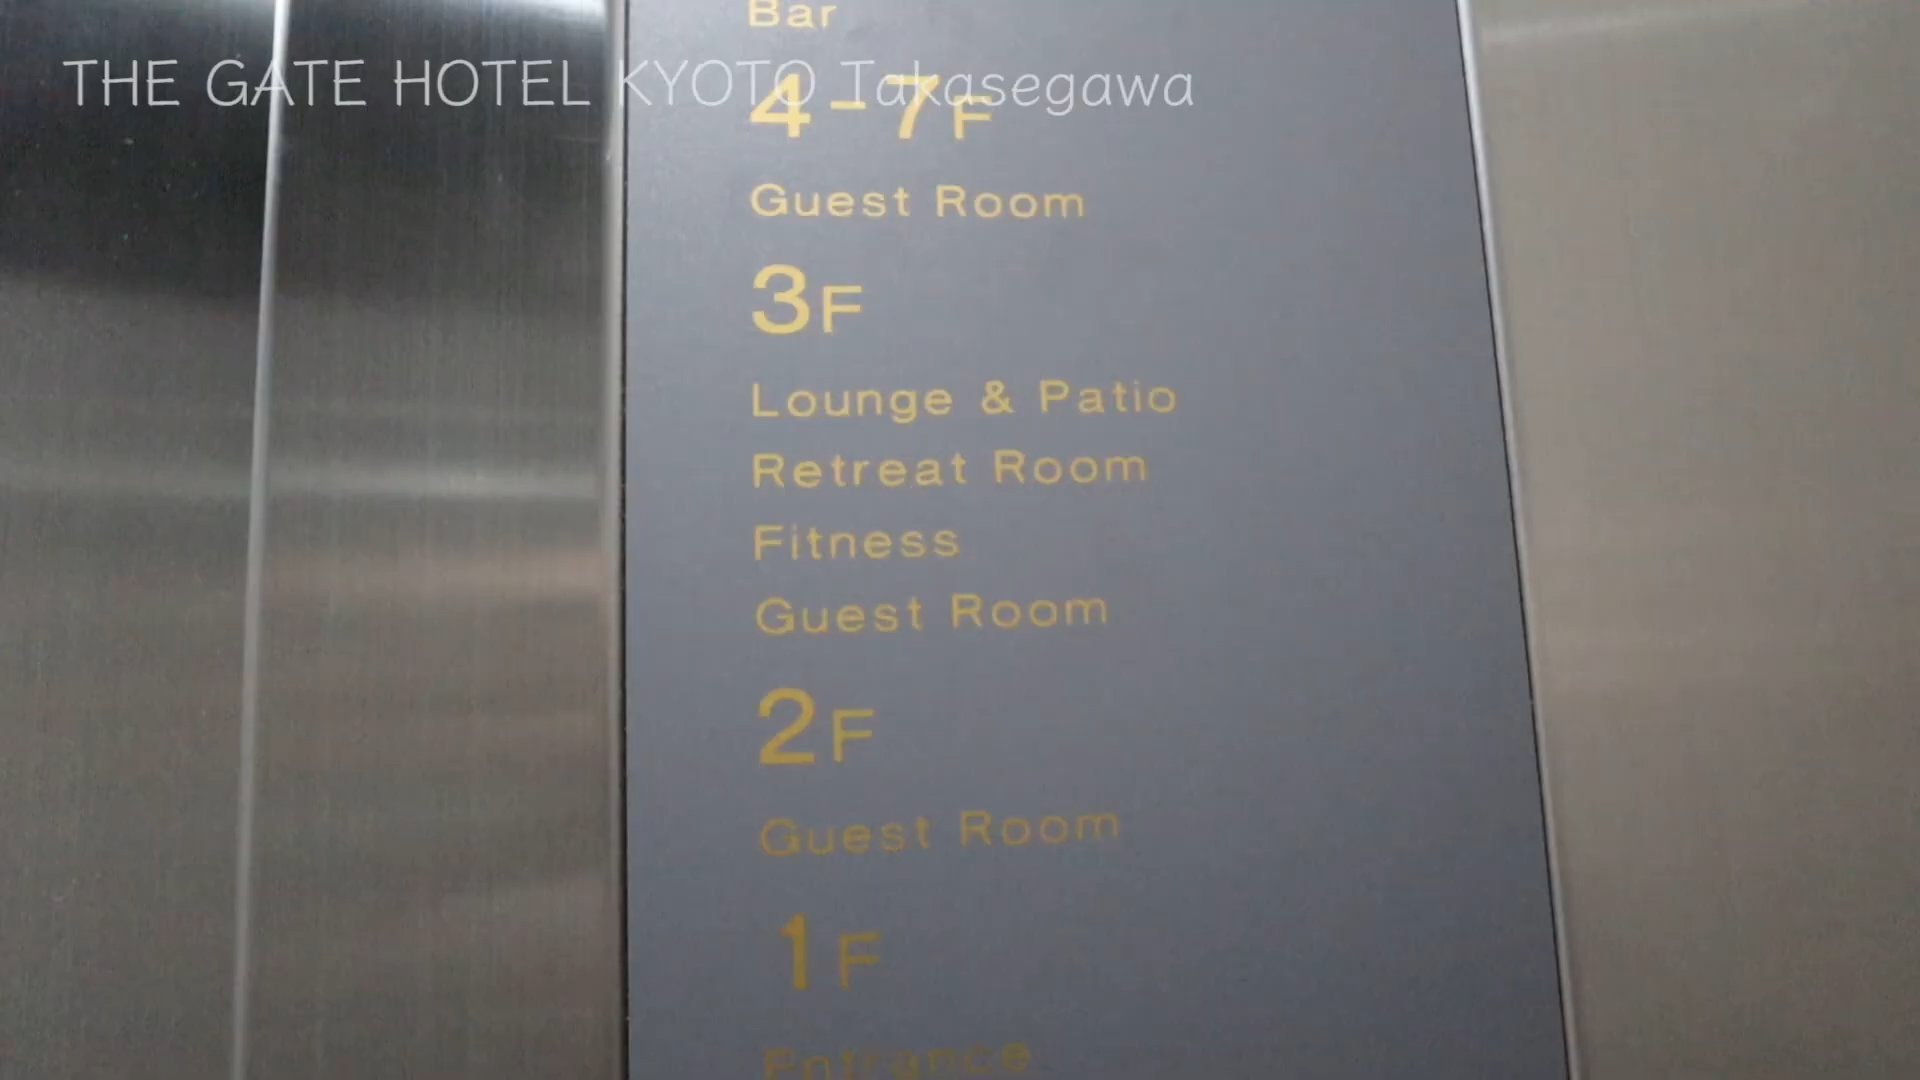 Bar
THE GATE HOTEL KYOTO Takasegawa
4-7F
Guest Room
3F
Lounge & Patio
Retreat Room
Fitness
Guest Room
2F
Guest Room
1F
Entrance